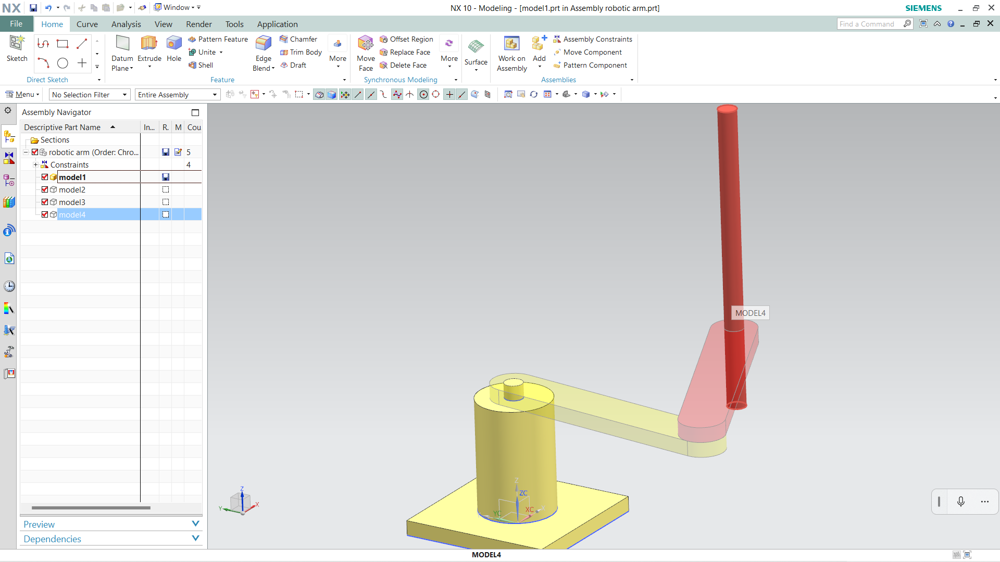 NX Window NX 10 - Modeling - [model1.prt in Assembly robotic arm.prt] SIEMENS
File Home Curve Analysis View Render Tools Application Find a Command
Sketch
Direct Sketch
Datum Plane
Extrude
Hole
Pattern Feature
Unite
Shell
Edge Blend
Chamfer
Trim Body
Draft
More
Feature
Move Face
Offset Region
Replace Face
Delete Face
More
Synchronous Modeling
Surface
Work on Assembly
Add
Assembly Constraints
Move Component
Pattern Component
Assemblies
Menu No Selection Filter Entire Assembly
Assembly Navigator
Descriptive Part Name In... R. M Cou
Sections
robotic arm (Order: Chro... 5
Constraints 4
model1
model2
model3
model4
Preview
Dependencies
MODEL4
Z
ZC
XC
X
YC
Z
X
Y
MODEL4